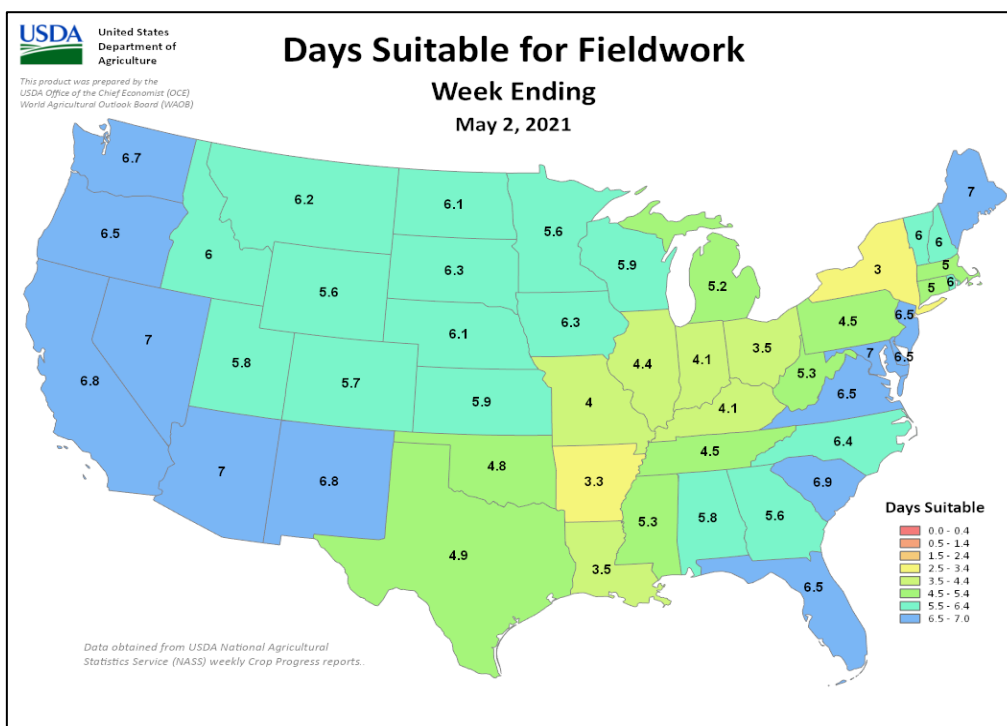 USDA
United States
Department of
Agriculture
This product was prepared by the
USDA Office of the Chief Economist (OCE)
World Agricultural Outlook Board (WAOB)
Days Suitable for Fieldwork
Week Ending
May 2, 2021
6.7
6.5
6
6.2
6.1
5.6
5.9
5.2
3
6
6
7
5
5
6
5.6
6.3
6.3
6.1
6.8
7
5.8
5.7
5.9
4
4.4
4.1
3.5
4.5
6.5
7
6.5
5.3
6.5
4.1
4.5
6.4
7
6.8
4.8
3.3
6.9
4.9
3.5
5.3
5.8
5.6
6.5
Days Suitable
0.0 - 0.4
0.5 - 1.4
1.5 - 2.4
2.5 - 3.4
3.5 - 4.4
4.5 - 5.4
5.5 - 6.4
6.5 - 7.0
Data obtained from USDA National Agricultural
Statistics Service (NASS) weekly Crop Progress reports..